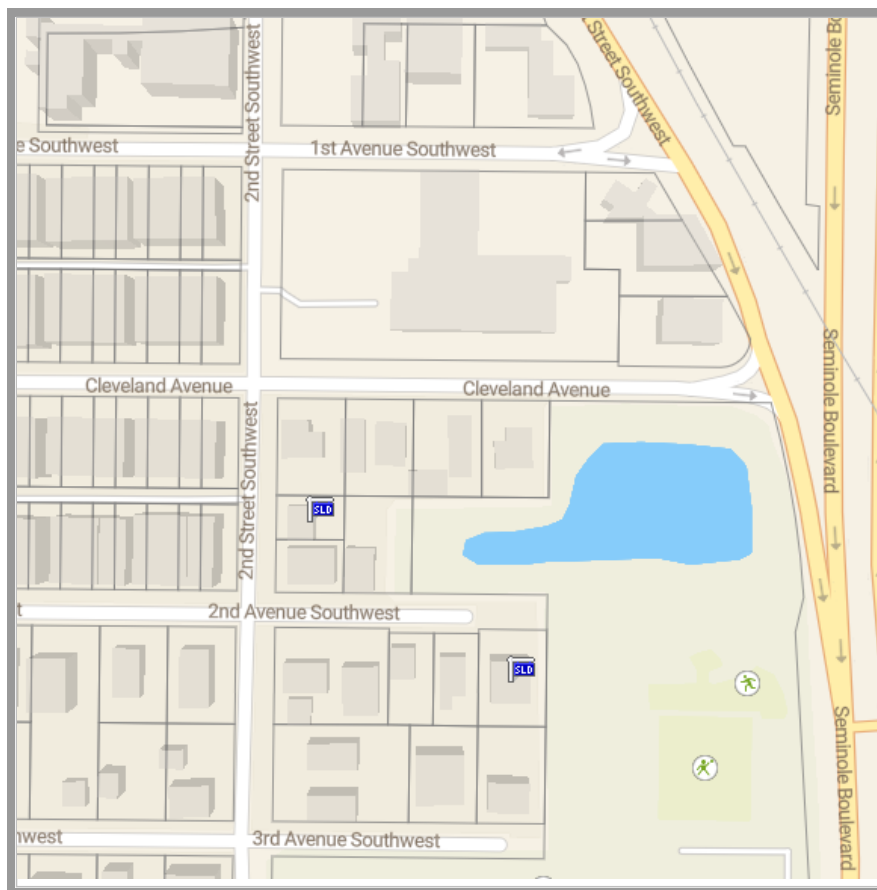 Street Southwest
Seminole Bo
2nd Street Southwest
e Southwest
1st Avenue Southwest
Seminole Boulevard
Cleveland Avenue
Cleveland Avenue
2nd Street Southwest
SLD
t
2nd Avenue Southwest
SLD
Seminole Boulevard
hwest
3rd Avenue Southwest